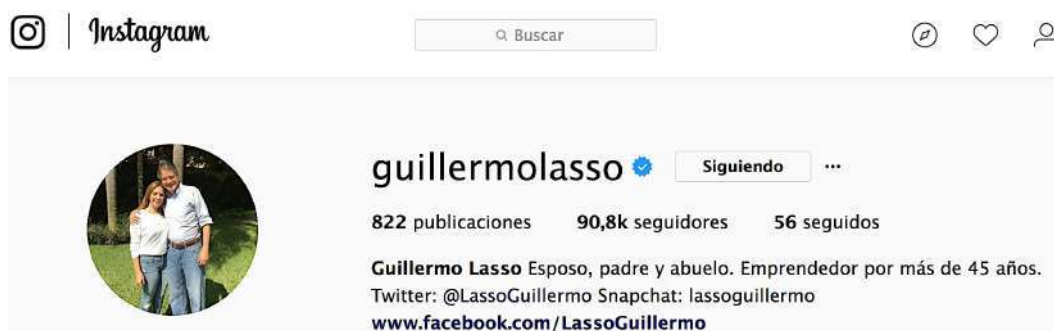 Instagram
Buscar
guillermolasso
Siguiendo
...
822 publicaciones
90,8k seguidores
56 seguidos
Guillermo Lasso Esposo, padre y abuelo. Emprendedor por más de 45 años.
Twitter: @LassoGuillermo Snapchat: lassoguillermo
www.facebook.com/LassoGuillermo